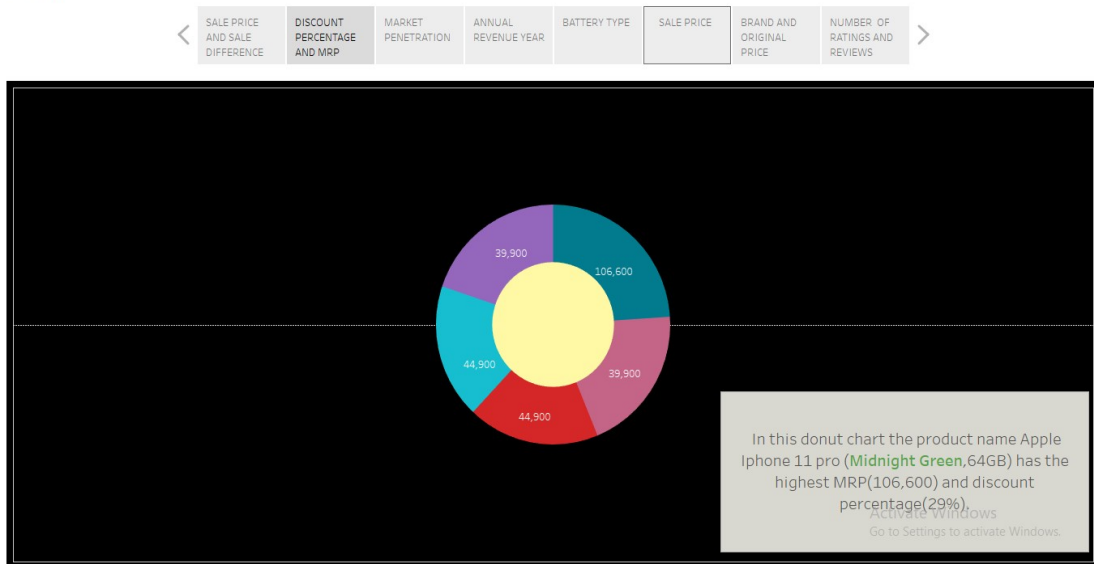 SALE PRICE
AND SALE
DIFFERENCE
DISCOUNT
PERCENTAGE
AND MRP
MARKET
PENETRATION
ANNUAL
REVENUE YEAR
BATTERY TYPE
SALE PRICE
BRAND AND
ORIGINAL
PRICE
NUMBER OF
RATINGS AND
REVIEWS
39,900
106,600
44,900
39,900
44,900
In this donut chart the product name Apple
Iphone 11 pro (Midnight Green,64GB) has the
highest MRP(106,600) and discount
percentage(29%),
Activate Windows
Go to Settings to activate Windows.